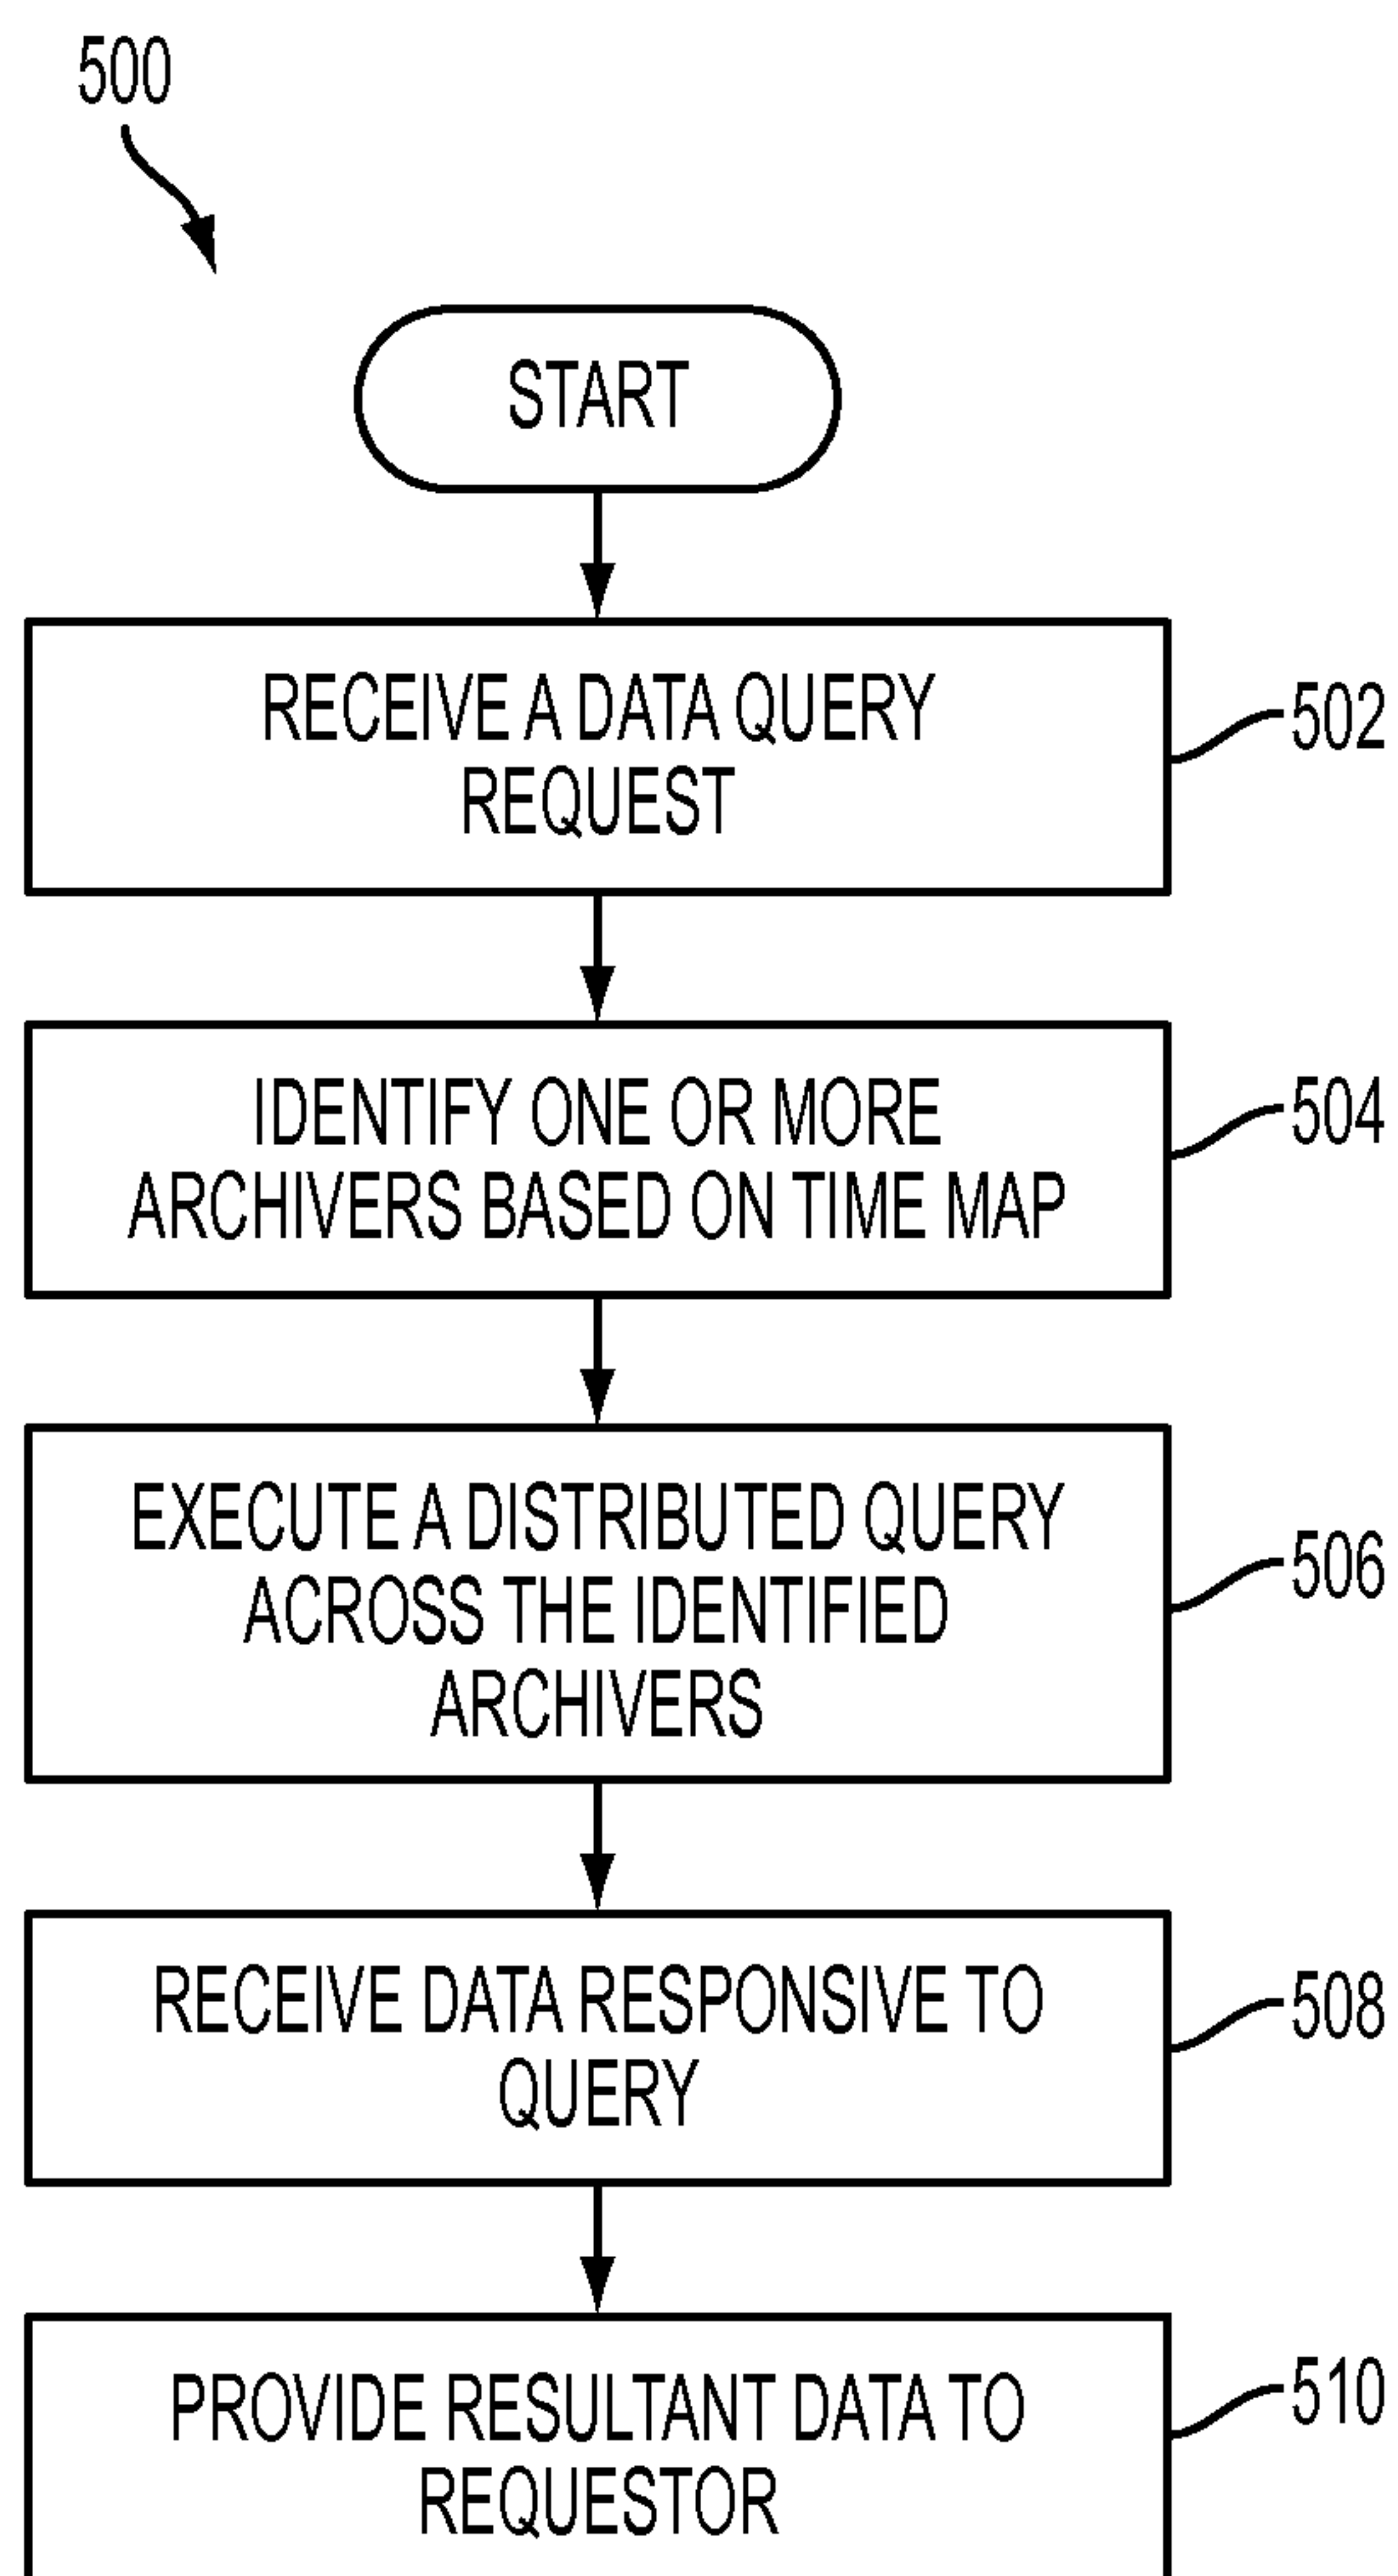 500
START
RECEIVE A DATA QUERY
REQUEST
502
IDENTIFY ONE OR MORE
ARCHIVERS BASED ON TIME MAP
504
EXECUTE A DISTRIBUTED QUERY
ACROSS THE IDENTIFIED
ARCHIVERS
506
RECEIVE DATA RESPONSIVE TO
QUERY
508
PROVIDE RESULTANT DATA TO
REQUESTOR
510